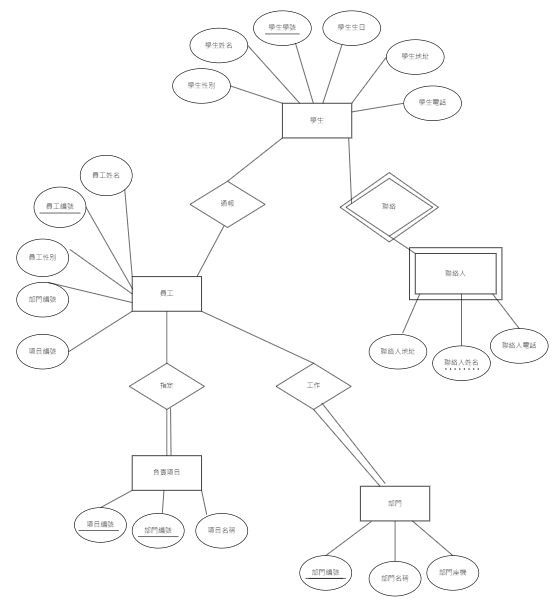 學生學號
學生生日
學生姓名
學生地址
學生性別
學生電話
學生
員工姓名
通報
聯絡
員工編號
員工性別
聯絡人
員工
部門編號
項目編號
聯絡人地址
聯絡人姓名
聯絡人電話
指定
工作
負責項目
部門
項目編號
部門編號
項目名稱
部門編號
部門名稱
部門座機